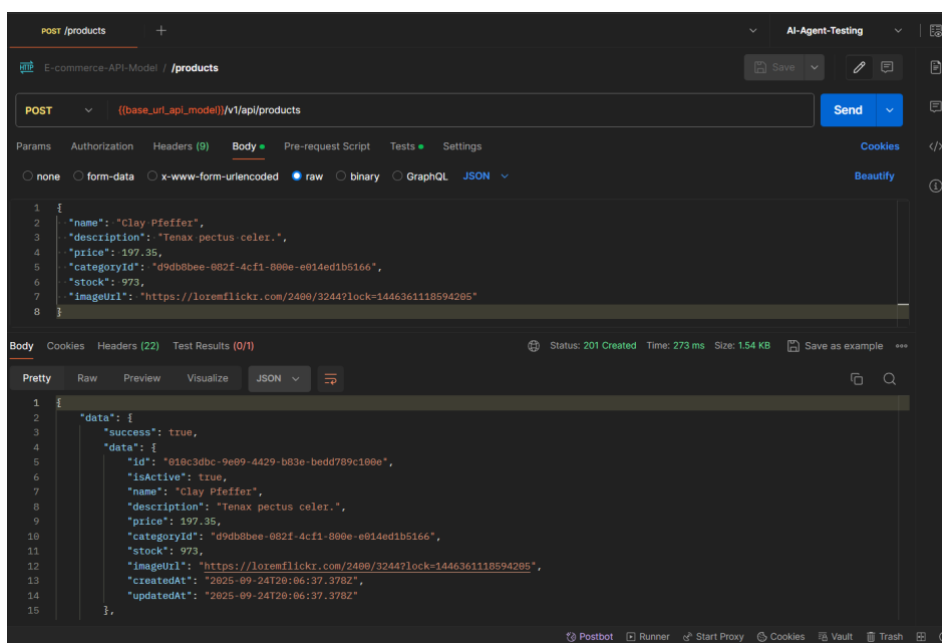 POST /products
AI-Agent-Testing
HTTP E-commerce-API-Model / /products Save
POST {{base_url_api_model}}/v1/api/products Send
Params Authorization Headers (9) Body Pre-request Script Tests Settings Cookies
none form-data x-www-form-urlencoded raw binary GraphQL JSON Beautify
1 {
2 "name": "Clay Pfeffer",
3 "description": "Tenax pectus celer.",
4 "price": 197.35,
5 "categoryId": "d9db8bee-082f-4cf1-800e-e014ed1b5166",
6 "stock": 973,
7 "imageUrl": "https://loremflickr.com/2400/3244?lock=1446361118594205"
8 }
Body Cookies Headers (22) Test Results (0/1) Status: 201 Created Time: 273 ms Size: 1.54 KB Save as example
Pretty Raw Preview Visualize JSON
1 {
2 "data": {
3 "success": true,
4 "data": {
5 "id": "010c3dbc-9e09-4429-b83e-bedd789c100e",
6 "isActive": true,
7 "name": "Clay Pfeffer",
8 "description": "Tenax pectus celer.",
9 "price": 197.35,
10 "categoryId": "d9db8bee-082f-4cf1-800e-e014ed1b5166",
11 "stock": 973,
12 "imageUrl": "https://loremflickr.com/2400/3244?lock=1446361118594205",
13 "createdAt": "2025-09-24T20:06:37.378Z",
14 "updatedAt": "2025-09-24T20:06:37.378Z"
15 },
Postbot Runner Start Proxy Cookies Vault Trash